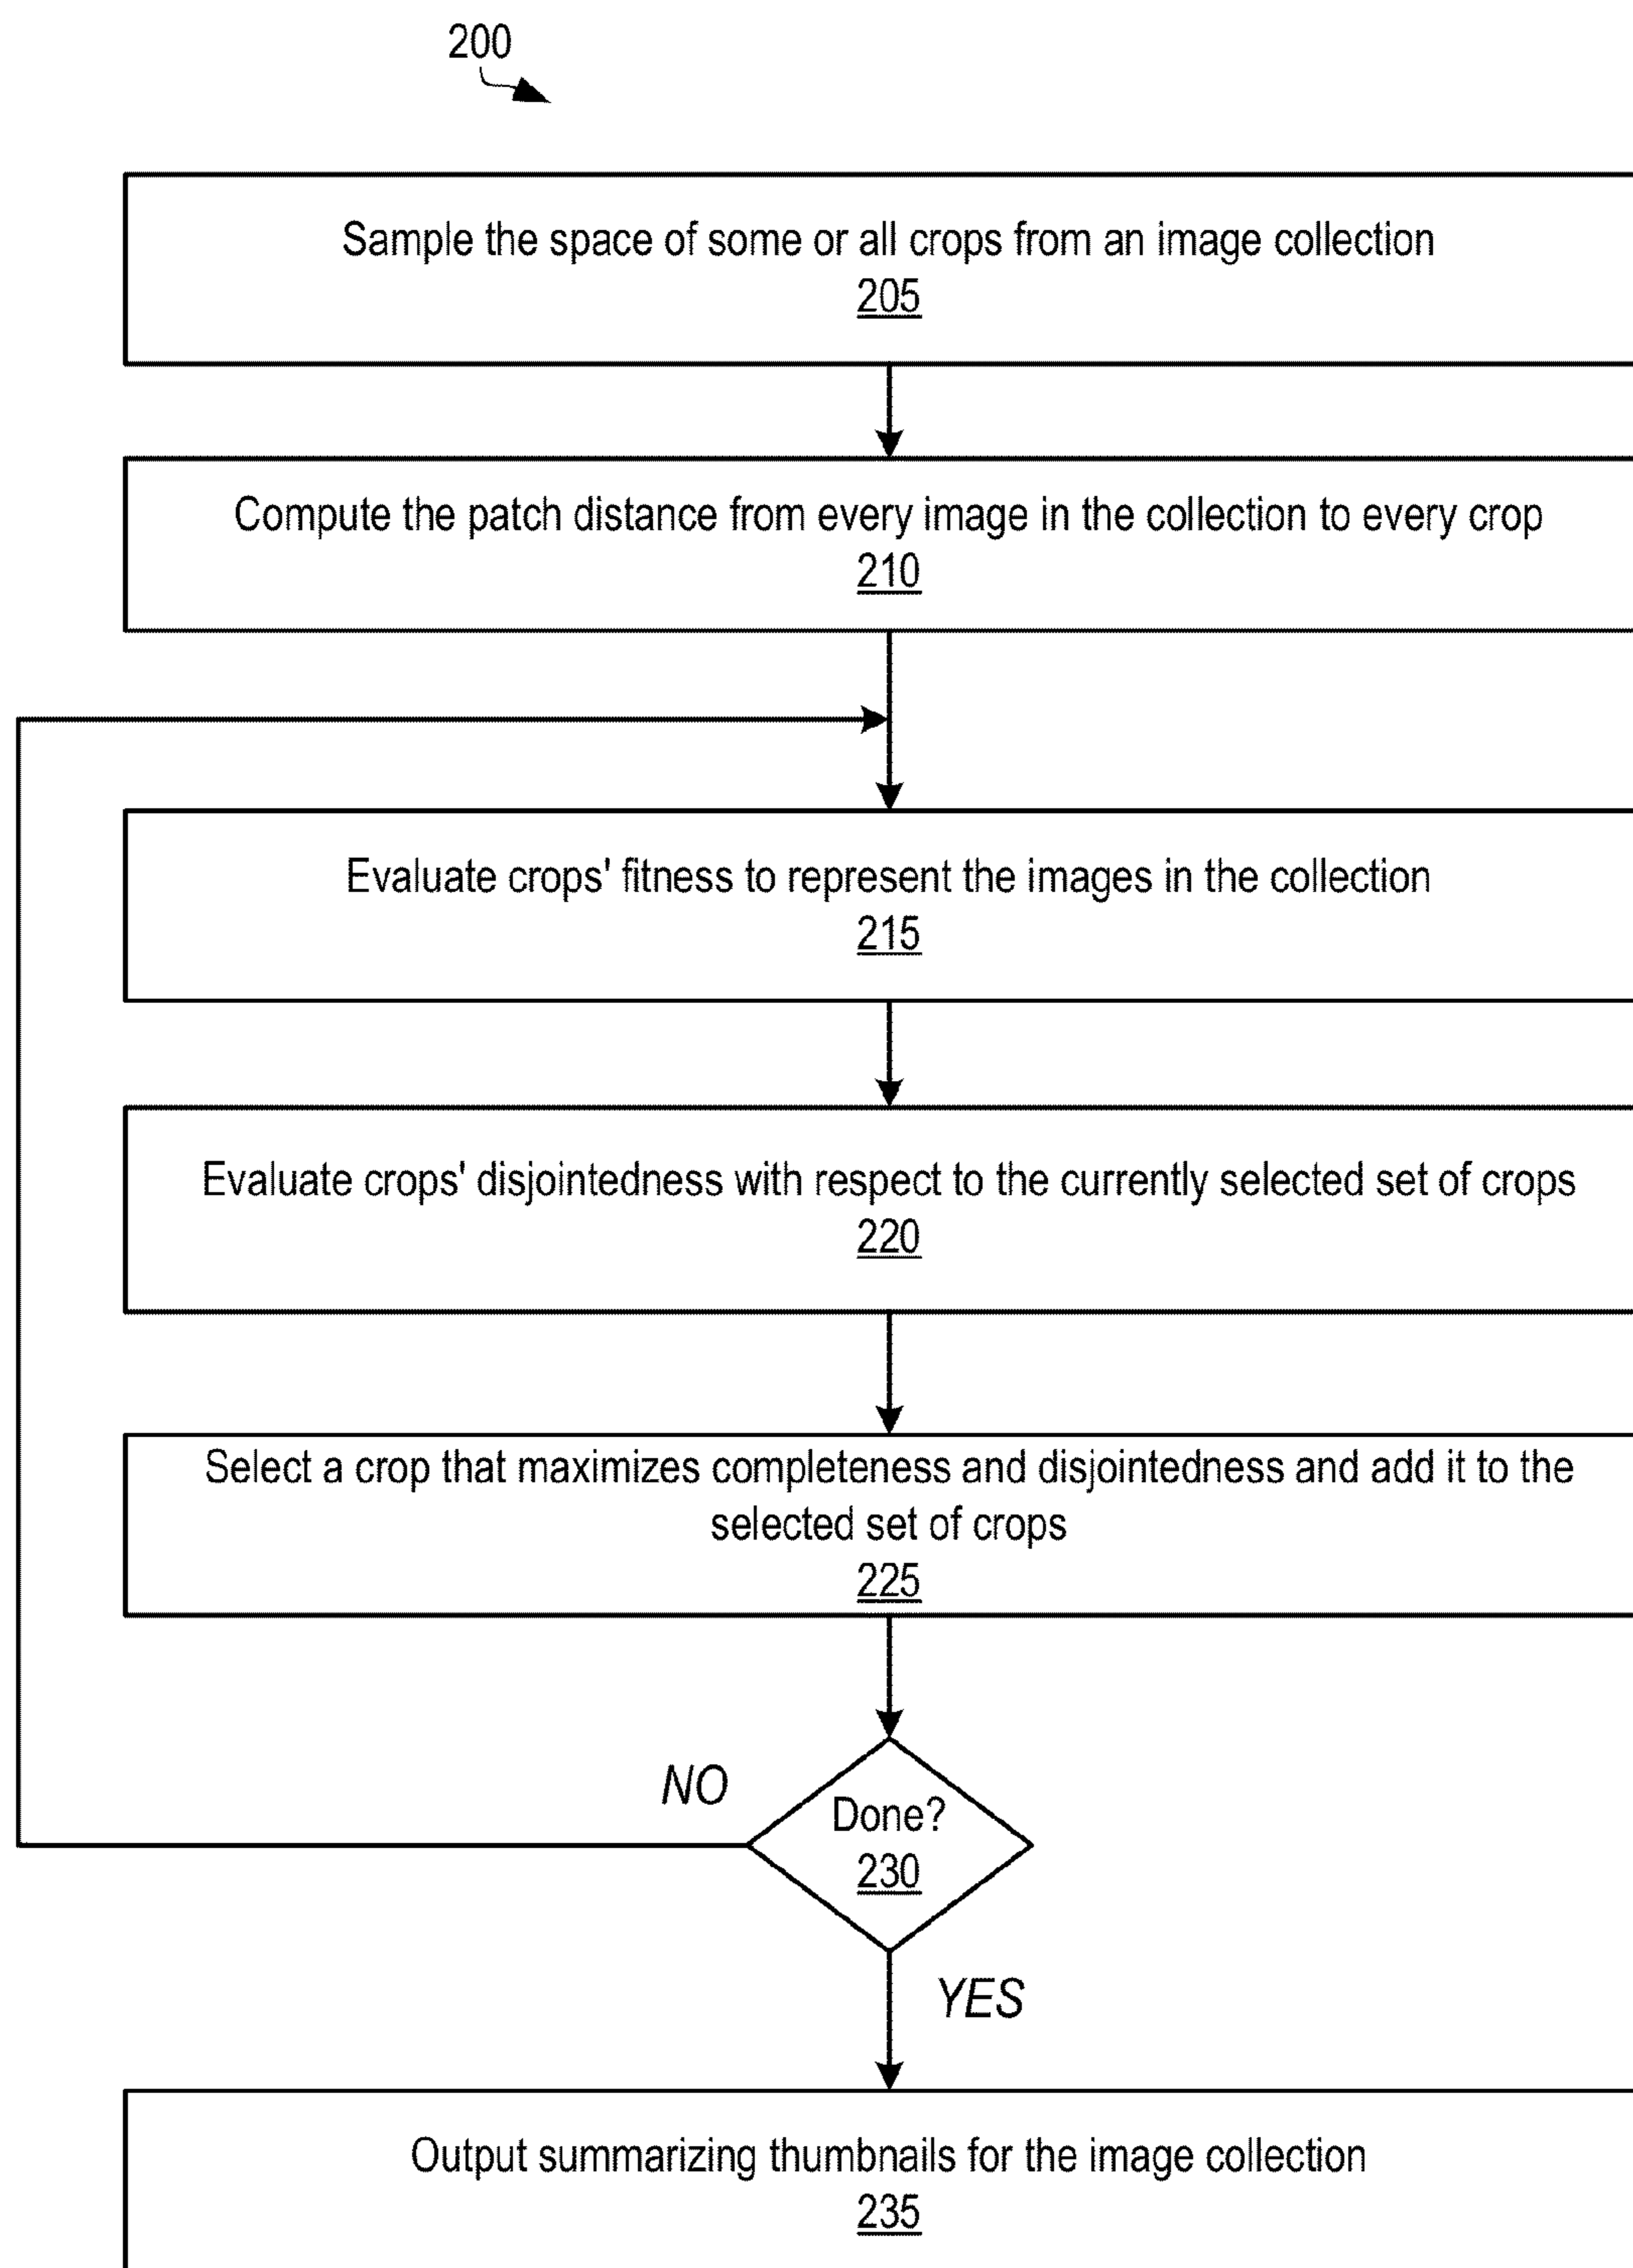 200
Sample the space of some or all crops from an image collection
205
Compute the patch distance from every image in the collection to every crop
210
Evaluate crops' fitness to represent the images in the collection
215
Evaluate crops' disjointedness with respect to the currently selected set of crops
220
Select a crop that maximizes completeness and disjointedness and add it to the
selected set of crops
225
NO
Done?
230
YES
Output summarizing thumbnails for the image collection
235